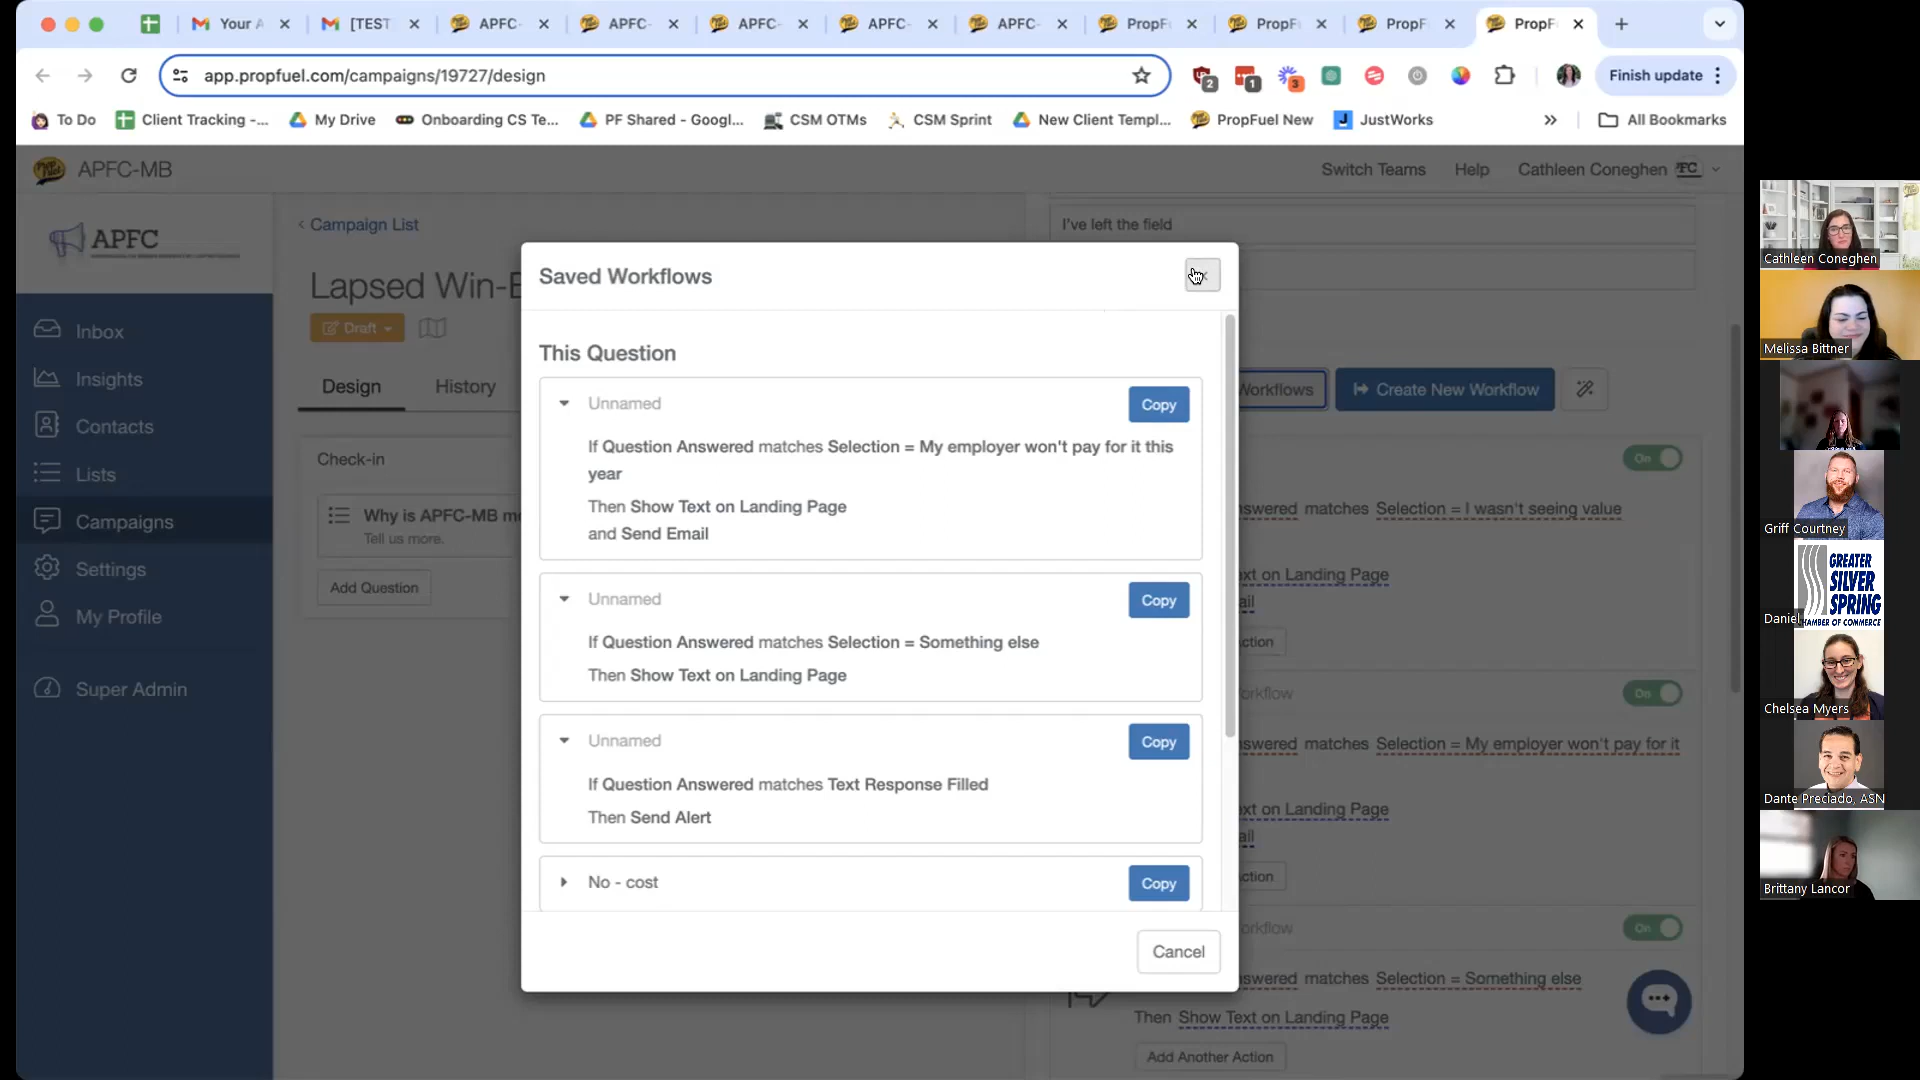 Your A
[TEST
APFC-
APFC-
APFC-
APFC-
APFC-
PropF
PropF
PropF
PropF
app.propfuel.com/campaigns/19727/design
2
1
3
Finish update
To Do
Client Tracking -...
My Drive
Onboarding CS Te...
PF Shared - Googl...
CSM OTMs
CSM Sprint
New Client Templ...
PropFuel New
JustWorks
All Bookmarks
APFC-MB
Switch Teams
Help
Cathleen Coneghen
APFC
Inbox
Insights
Contacts
Lists
Campaigns
Settings
My Profile
Super Admin
Campaign List
Lapsed Win-B
Draft
Design
History
Check-in
Why is APFC-MB m
Tell us more.
Add Question
Saved Workflows
This Question
Unnamed
Copy
If Question Answered matches Selection = My employer won't pay for it this
year
Then Show Text on Landing Page
and Send Email
Unnamed
Copy
If Question Answered matches Selection = Something else
Then Show Text on Landing Page
Unnamed
Copy
If Question Answered matches Text Response Filled
Then Send Alert
No - cost
Copy
Cancel
I've left the field
Workflows
Create New Workflow
On
swered matches Selection = I wasn't seeing value
xt on Landing Page
ail
ction
orkflow
On
swered matches Selection = My employer won't pay for it
xt on Landing Page
ail
ction
orkflow
On
swered matches Selection = Something else
Then Show Text on Landing Page
Add Another Action
Cathleen Coneghen
Melissa Bittner
Griff Courtney
GREATER
SILVER
SPRING
CHAMBER OF COMMERCE
Daniel
Chelsea Myers
Dante Preciado, ASN
Brittany Lancor